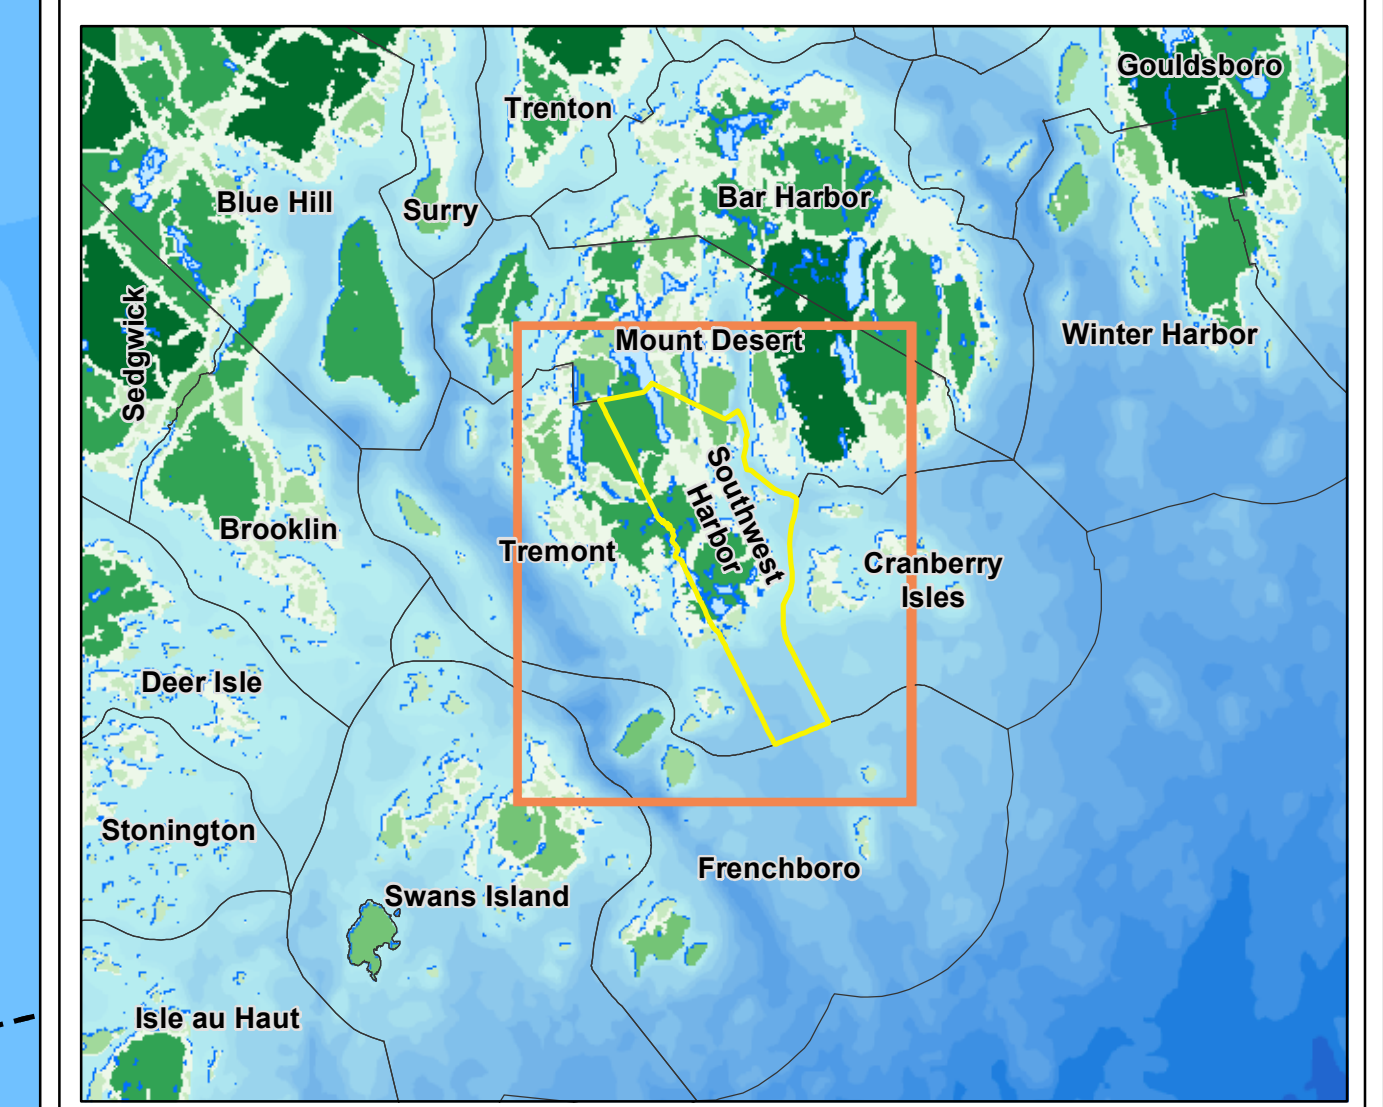 Gouldsboro
Trenton
Bar Harbor
Blue Hill
Surry
Winter Harbor
Sedgwick
Mount Desert
Southwest
Harbor
Brooklin
Tremont
Cranberry
Isles
Deer Isle
Stonington
Frenchboro
Swans Island
Isle au Haut